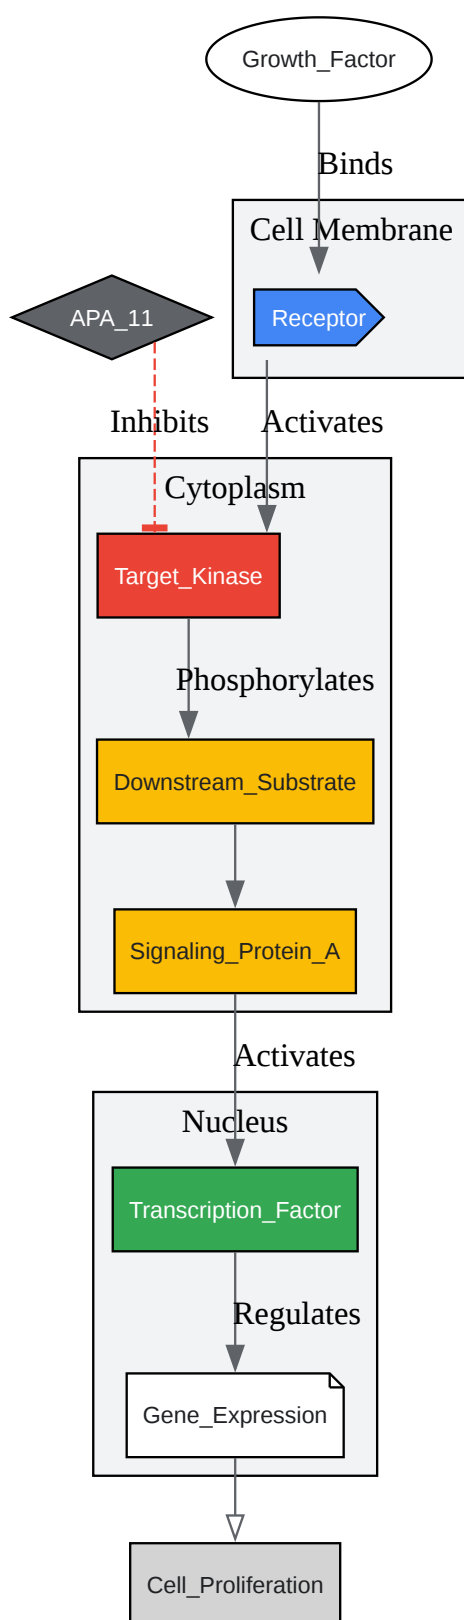 Growth_Factor
Binds
Cell Membrane
APA_11
Receptor
Inhibits
Activates
Cytoplasm
Target_Kinase
Phosphorylates
Downstream_Substrate
Signaling_Protein_A
Activates
Nucleus
Transcription_Factor
Regulates
Gene_Expression
Cell_Proliferation